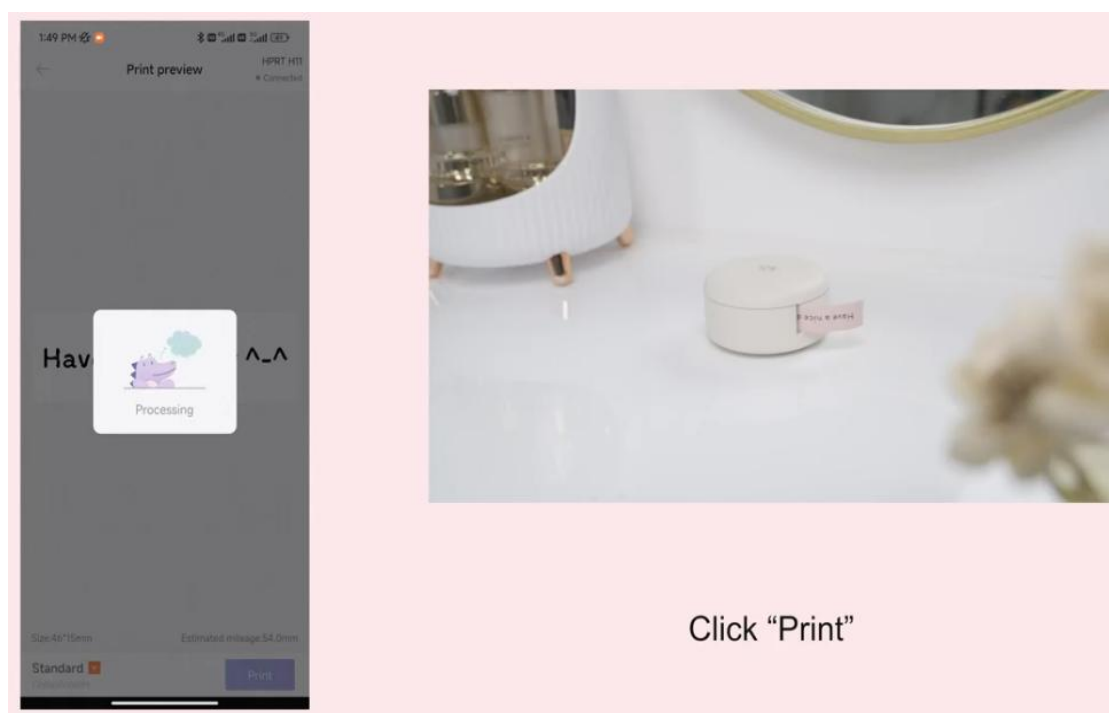 1:49 PM
Print preview
HPRT H11
Connected
Hav
^-^
Processing
Size:46*15mm
Estimated mileage:54.0mm
Standard
Print
Have a nice d
Click “Print”